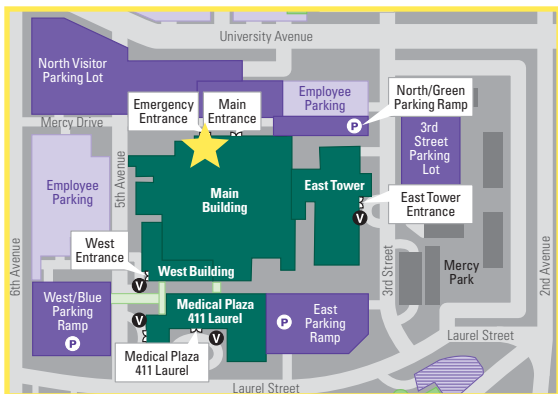 University Avenue
North Visitor
Parking Lot
Emergency
Entrance
Main
Entrance
Employee
Parking
North/Green
Parking Ramp
P
Mercy Drive
3rd
Street
Parking
Lot
5th Avenue
Employee
Parking
Main
Building
East Tower
East Tower
Entrance
V
6th Avenue
West
Entrance
West Building
V
3rd Street
Mercy
Park
2nd Avenue
West/Blue
Parking
Ramp
P
V
Medical Plaza
411 Laurel
V
P
East
Parking
Ramp
Laurel Street
Medical Plaza
411 Laurel
Laurel Street